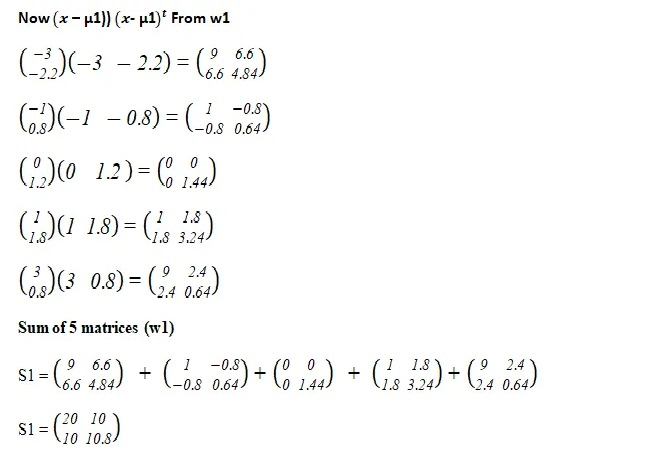 Now (x – µ1)) (x- µ1)ᵗ From w1
(−3 −2.2)(−3 − 2.2) = (9 6.6 6.6 4.84)
(−1 0.8)(−1 − 0.8) = (1 −0.8 −0.8 0.64)
(0 1.2)(0 1.2) = (0 0 0 1.44)
(1 1.8)(1 1.8) = (1 1.8 1.8 3.24)
(3 0.8)(3 0.8) = (9 2.4 2.4 0.64)
Sum of 5 matrices (w1)
S1 = (9 6.6 6.6 4.84) + (1 −0.8 −0.8 0.64) + (0 0 0 1.44) + (1 1.8 1.8 3.24) + (9 2.4 2.4 0.64)
S1 = (20 10 10 10.8)